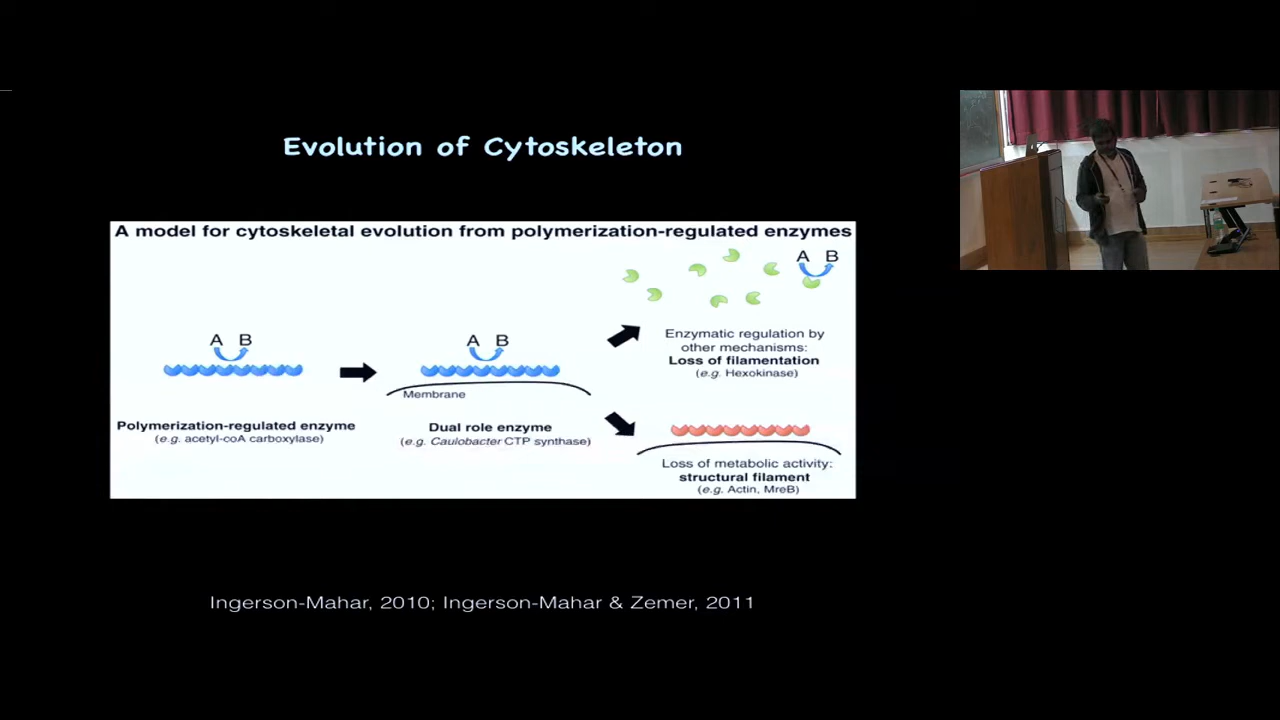 Evolution of Cytoskeleton
A model for cytoskeletal evolution from polymerization-regulated enzymes
A B
Enzymatic regulation by
other mechanisms:
Loss of filamentation
(e.g. Hexokinase)
A B
A B
Membrane
Polymerization-regulated enzyme
(e.g. acetyl-coA carboxylase)
Dual role enzyme
(e.g. Caulobacter CTP synthase)
Loss of metabolic activity:
structural filament
(e.g. Actin, MreB)
Ingerson-Mahar, 2010; Ingerson-Mahar & Zemer, 2011